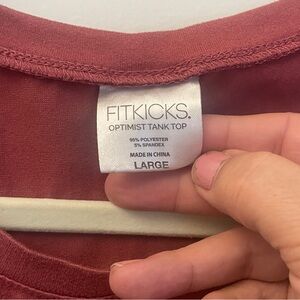 FITKICKS.
OPTIMIST TANK TOP
95% POLYESTER
5% SPANDEX
MADE IN CHINA
LARGE